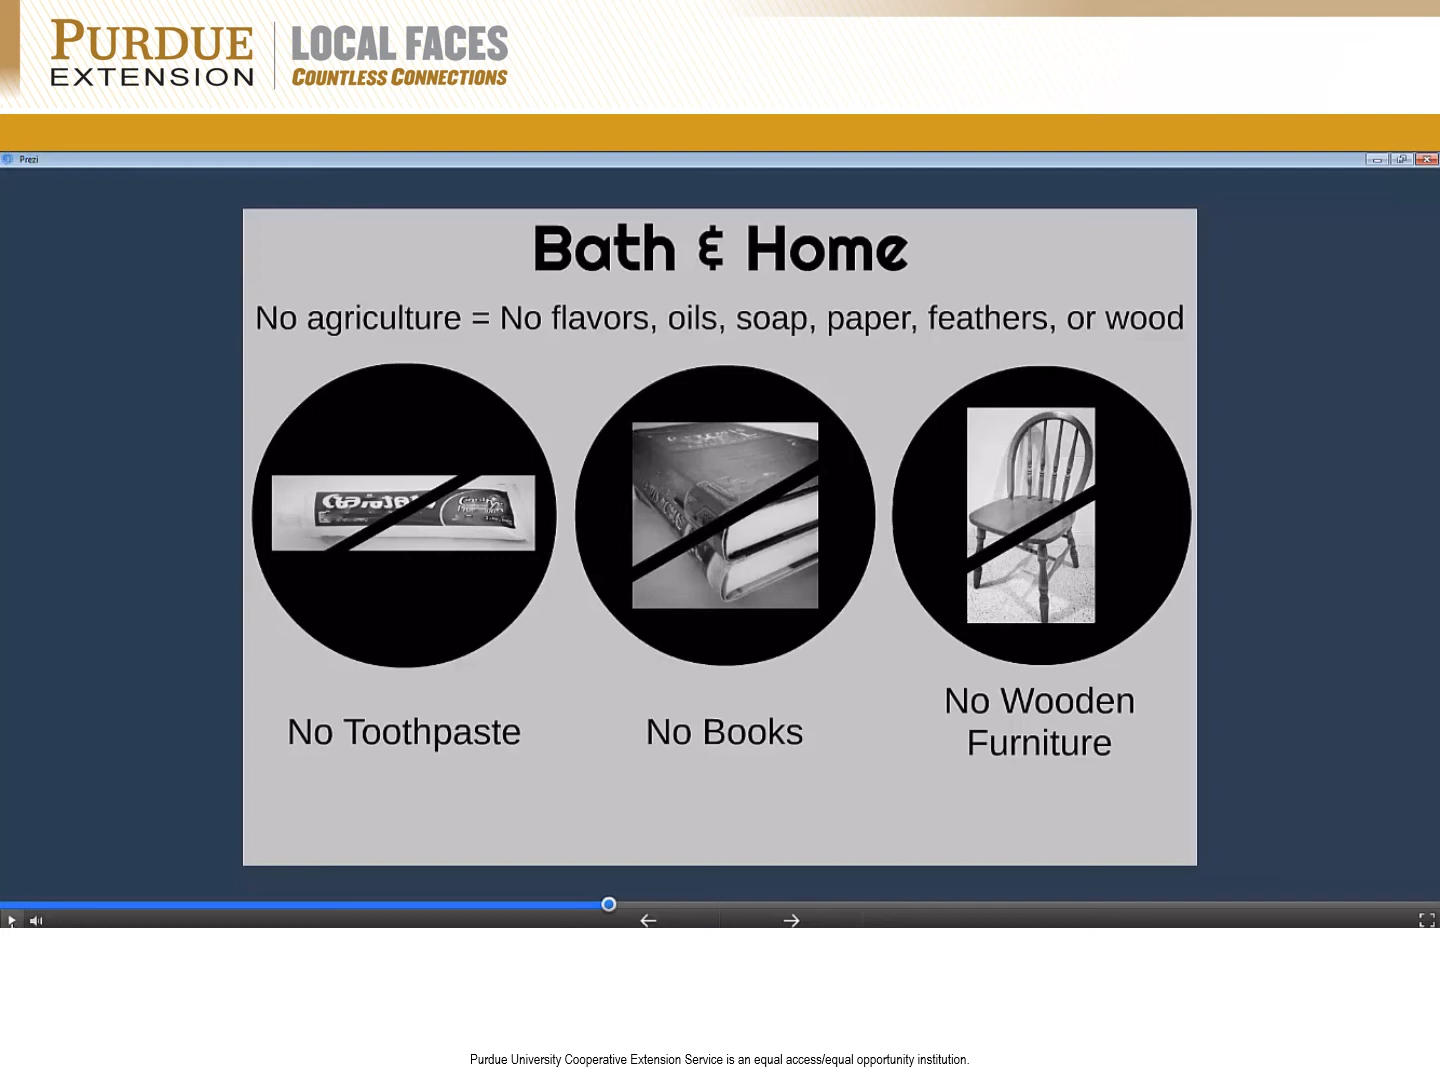 PURDUE
EXTENSION
LOCAL FACES
COUNTLESS CONNECTIONS
Prezi
Bath & Home
No agriculture = No flavors, oils, soap, paper, feathers, or wood
No Toothpaste
No Books
No Wooden
Furniture
Purdue University Cooperative Extension Service is an equal access/equal opportunity institution.